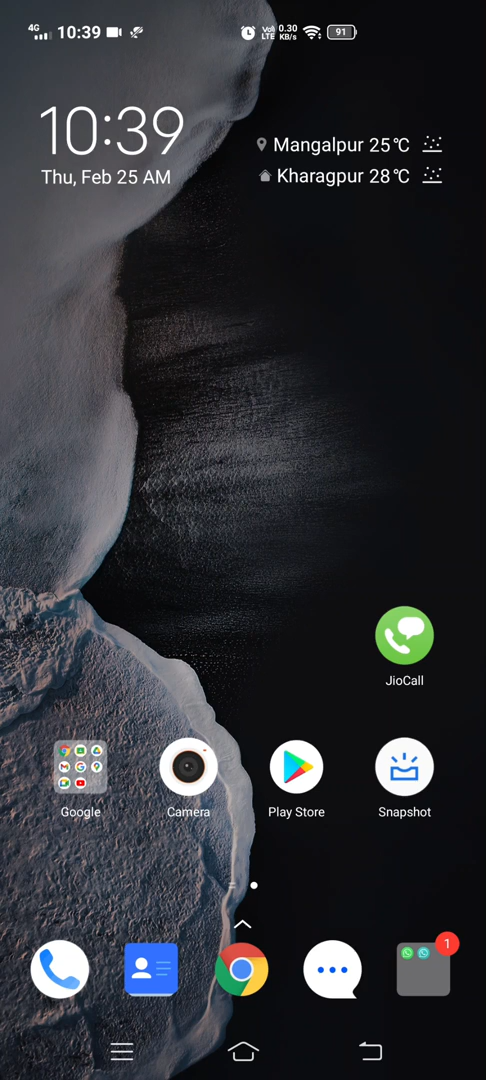 4G 10:39 VoLTE 0.30 KB/s 91
10:39
Thu, Feb 25 AM
Mangalpur 25℃
Kharagpur 28℃
JioCall
Google
Camera
Play Store
Snapshot
1